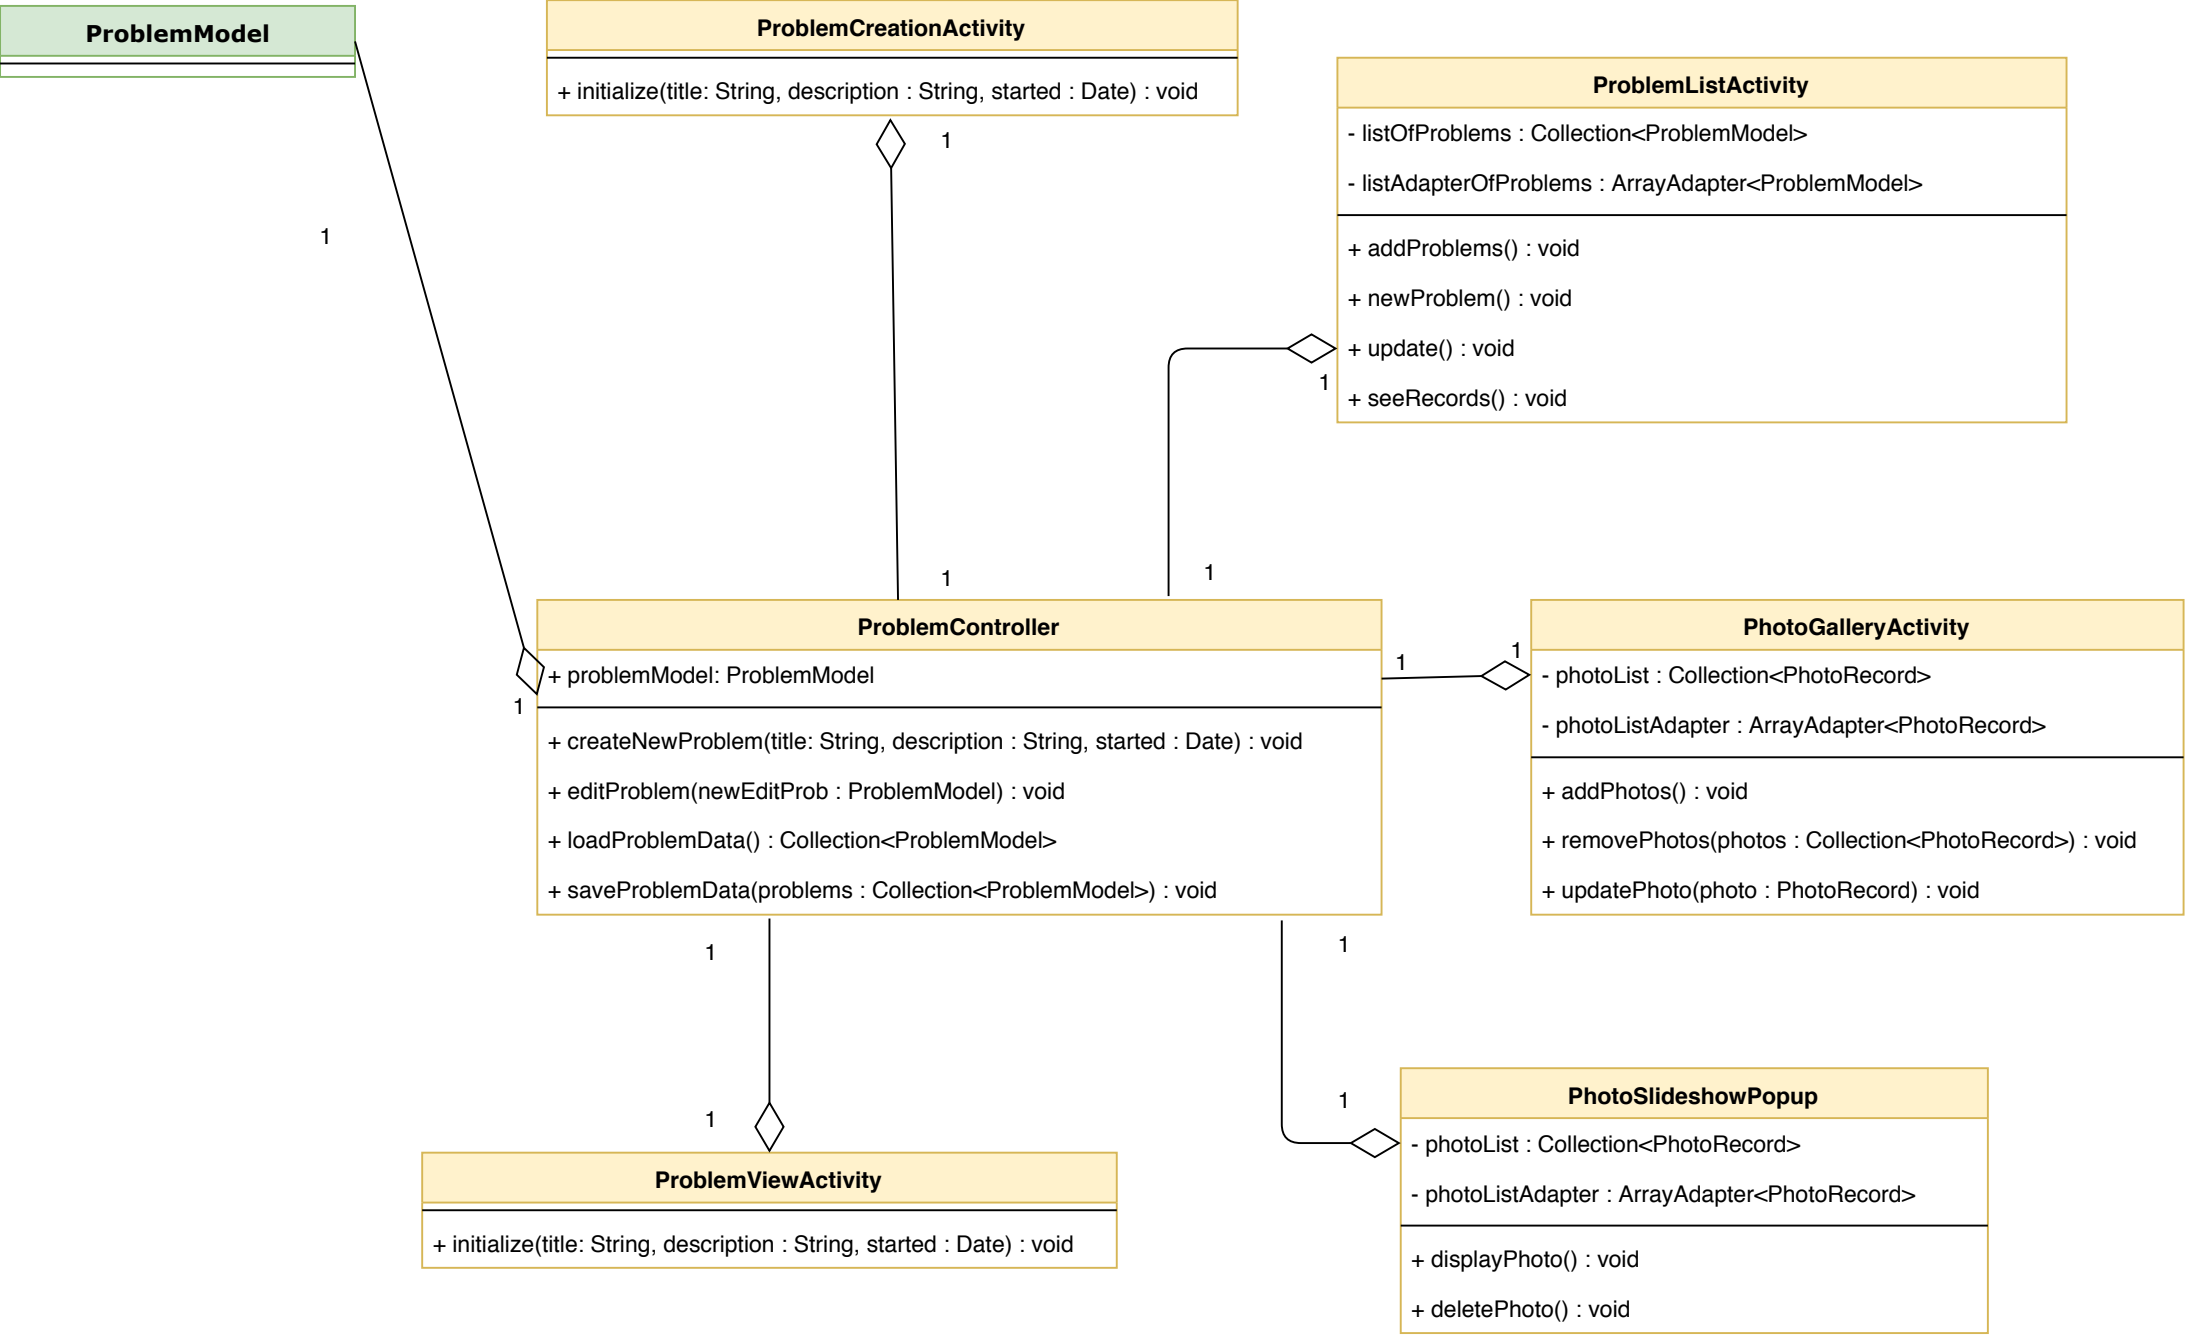 ProblemModel
1
ProblemCreationActivity
+ initialize(title: String, description : String, started : Date) : void
1
1
ProblemListActivity
- listOfProblems : Collection<ProblemModel>
- listAdapterOfProblems : ArrayAdapter<ProblemModel>
+ addProblems() : void
+ newProblem() : void
+ update() : void
+ seeRecords() : void
1
1
ProblemController
+ problemModel: ProblemModel
+ createNewProblem(title: String, description : String, started : Date) : void
+ editProblem(newEditProb : ProblemModel) : void
+ loadProblemData() : Collection<ProblemModel>
+ saveProblemData(problems : Collection<ProblemModel>) : void
1
1
1
PhotoGalleryActivity
- photoList : Collection<PhotoRecord>
- photoListAdapter : ArrayAdapter<PhotoRecord>
+ addPhotos() : void
+ removePhotos(photos : Collection<PhotoRecord>) : void
+ updatePhoto(photo : PhotoRecord) : void
1
1
ProblemViewActivity
+ initialize(title: String, description : String, started : Date) : void
1
1
PhotoSlideshowPopup
- photoList : Collection<PhotoRecord>
- photoListAdapter : ArrayAdapter<PhotoRecord>
+ displayPhoto() : void
+ deletePhoto() : void